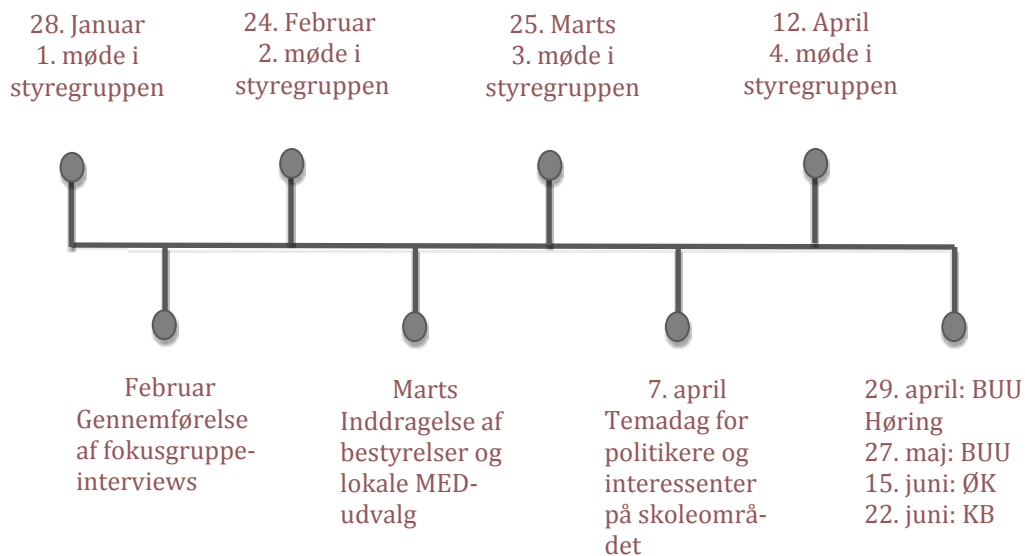 28. Januar
1. møde i
styregruppen
24. Februar
2. møde i
styregruppen
25. Marts
3. møde i
styregruppen
12. April
4. møde i
styregruppen
Februar
Gennemførelse
af fokusgruppe-
interviews
Marts
Inddragelse af
bestyrelser og
lokale MED-
udvalg
7. april
Temadag for
politikere og
interessenter
på skoleområ-
det
29. april: BUU
Høring
27. maj: BUU
15. juni: ØK
22. juni: KB